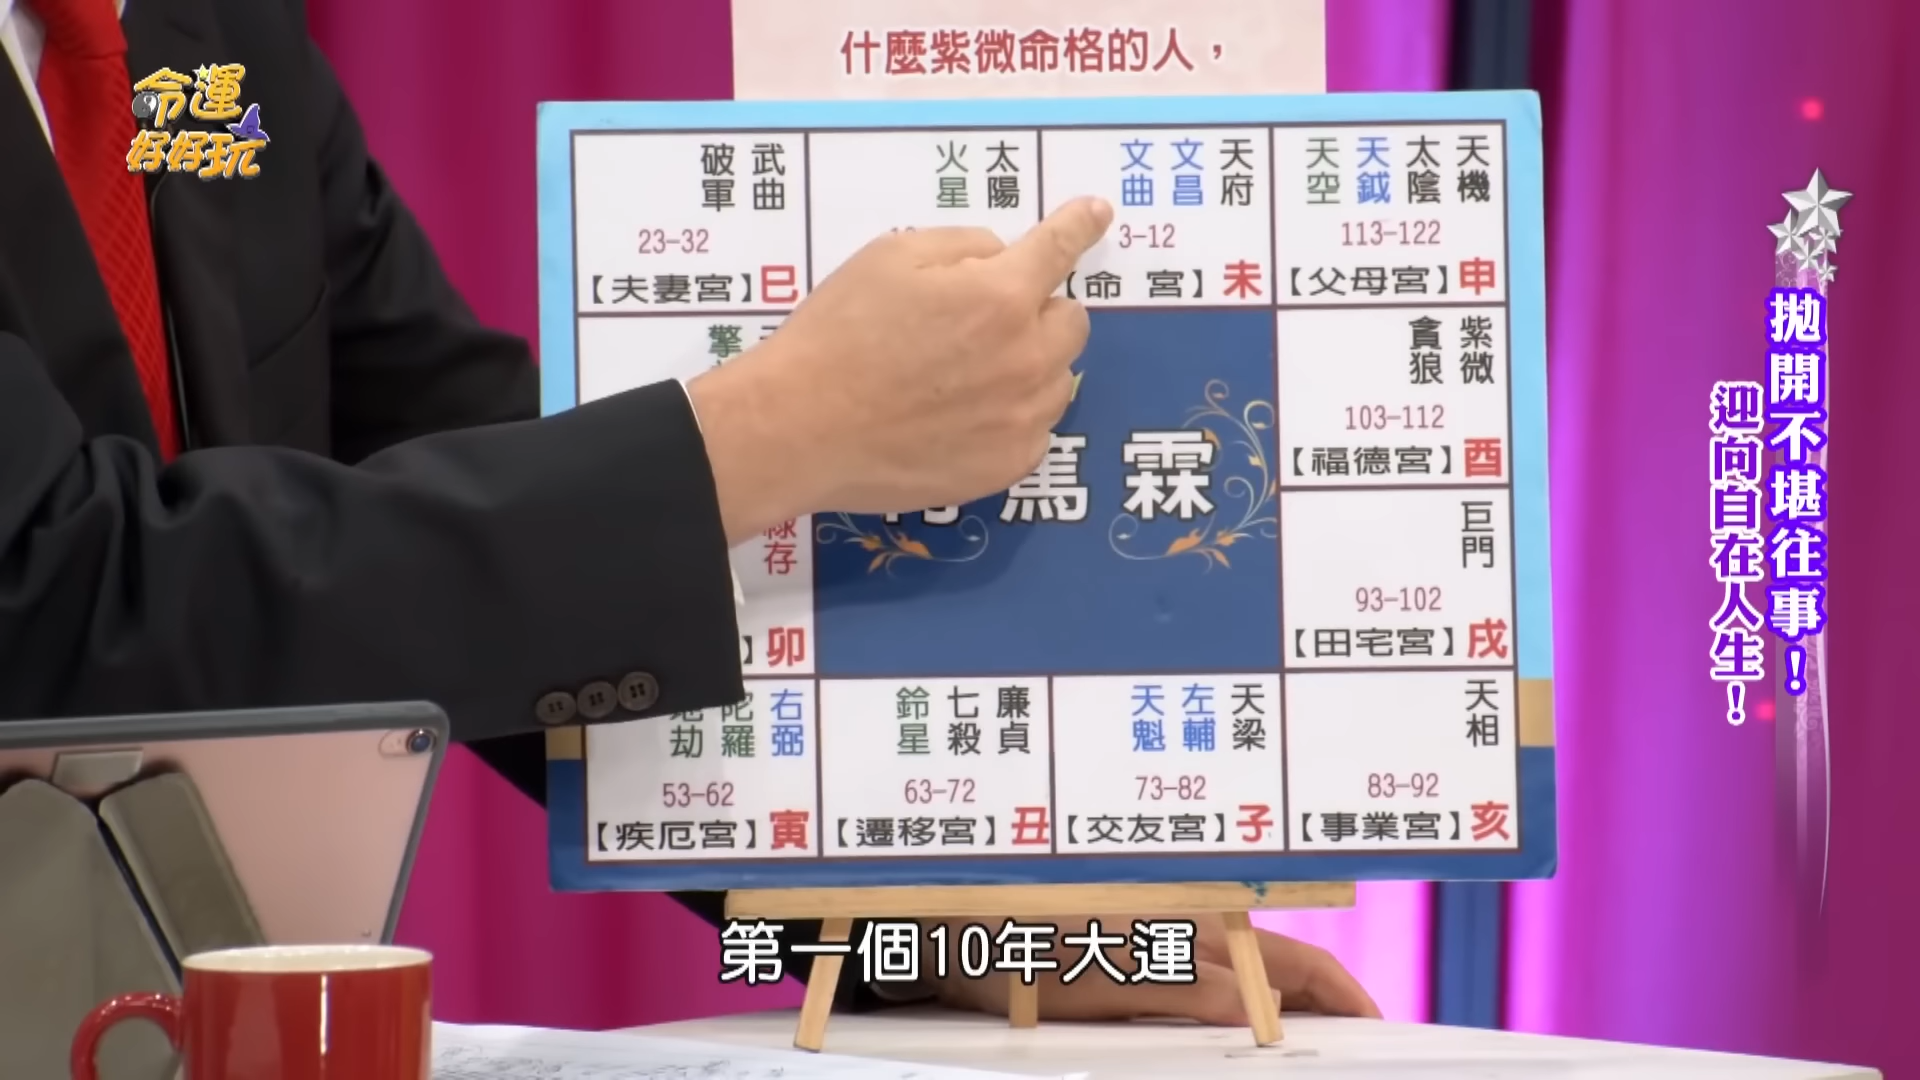 命運
好好玩
什麼紫微命格的人，
武曲
破軍
23-32
【夫妻宮】巳
太陽
火星
天府
文昌
文曲
3-12
【命 宮】未
天機
太陰
天鉞
天空
113-122
【父母宮】申
紫微
貪狼
103-112
【福德宮】酉
篤霖
祿存
】卯
巨門
93-102
【田宅宮】戌
右弼
陀羅
地劫
53-62
【疾厄宮】寅
廉貞
七殺
鈴星
63-72
【遷移宮】丑
天梁
左輔
天魁
73-82
【交友宮】子
天相
83-92
【事業宮】亥
拋開不堪往事！
迎向自在人生！
第一個10年大運